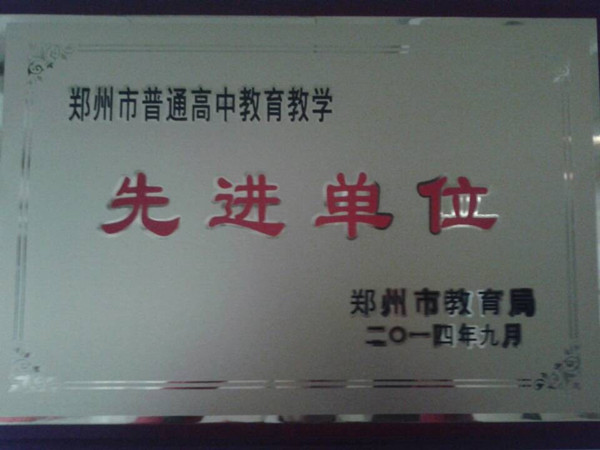 郑州市普通高中教育教学
先进单位
郑州市教育局
二〇一四年九月